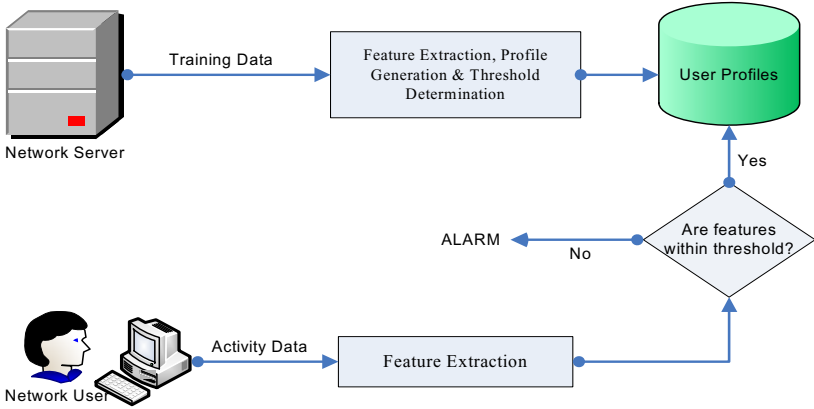 Training Data
Feature Extraction, Profile
Generation & Threshold
Determination
User Profiles
Network Server
Yes
Are features
within threshold?
ALARM
No
Activity Data
Feature Extraction
Network User